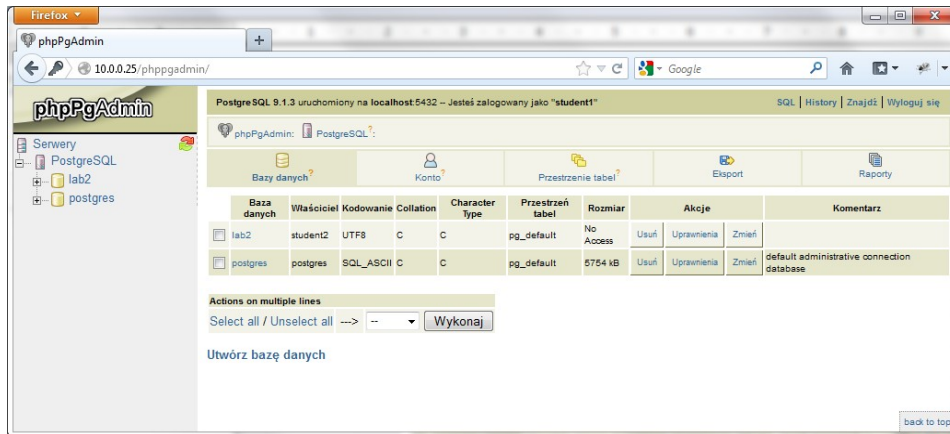 Firefox
phpPgAdmin
10.0.0.25/phppgadmin/
Google
phpPgAdmin
Serwery
PostgreSQL
lab2
postgres
PostgreSQL 9.1.3 uruchomiony na localhost:5432 -- Jesteś zalogowany jako "student1"
SQL | History | Znajdź | Wyloguj się
phpPgAdmin: PostgreSQL?:
Bazy danych? Konto? Przestrzenie tabel? Eksport Raporty
Baza danych Właściciel Kodowanie Collation Character Type Przestrzeń tabel Rozmiar Akcje Komentarz
lab2 student2 UTF8 C C pg_default No Access Usuń Uprawnienia Zmień
postgres postgres SQL_ASCII C C pg_default 5754 kB Usuń Uprawnienia Zmień default administrative connection database
Actions on multiple lines
Select all / Unselect all ---> -- Wykonaj
Utwórz bazę danych
back to top